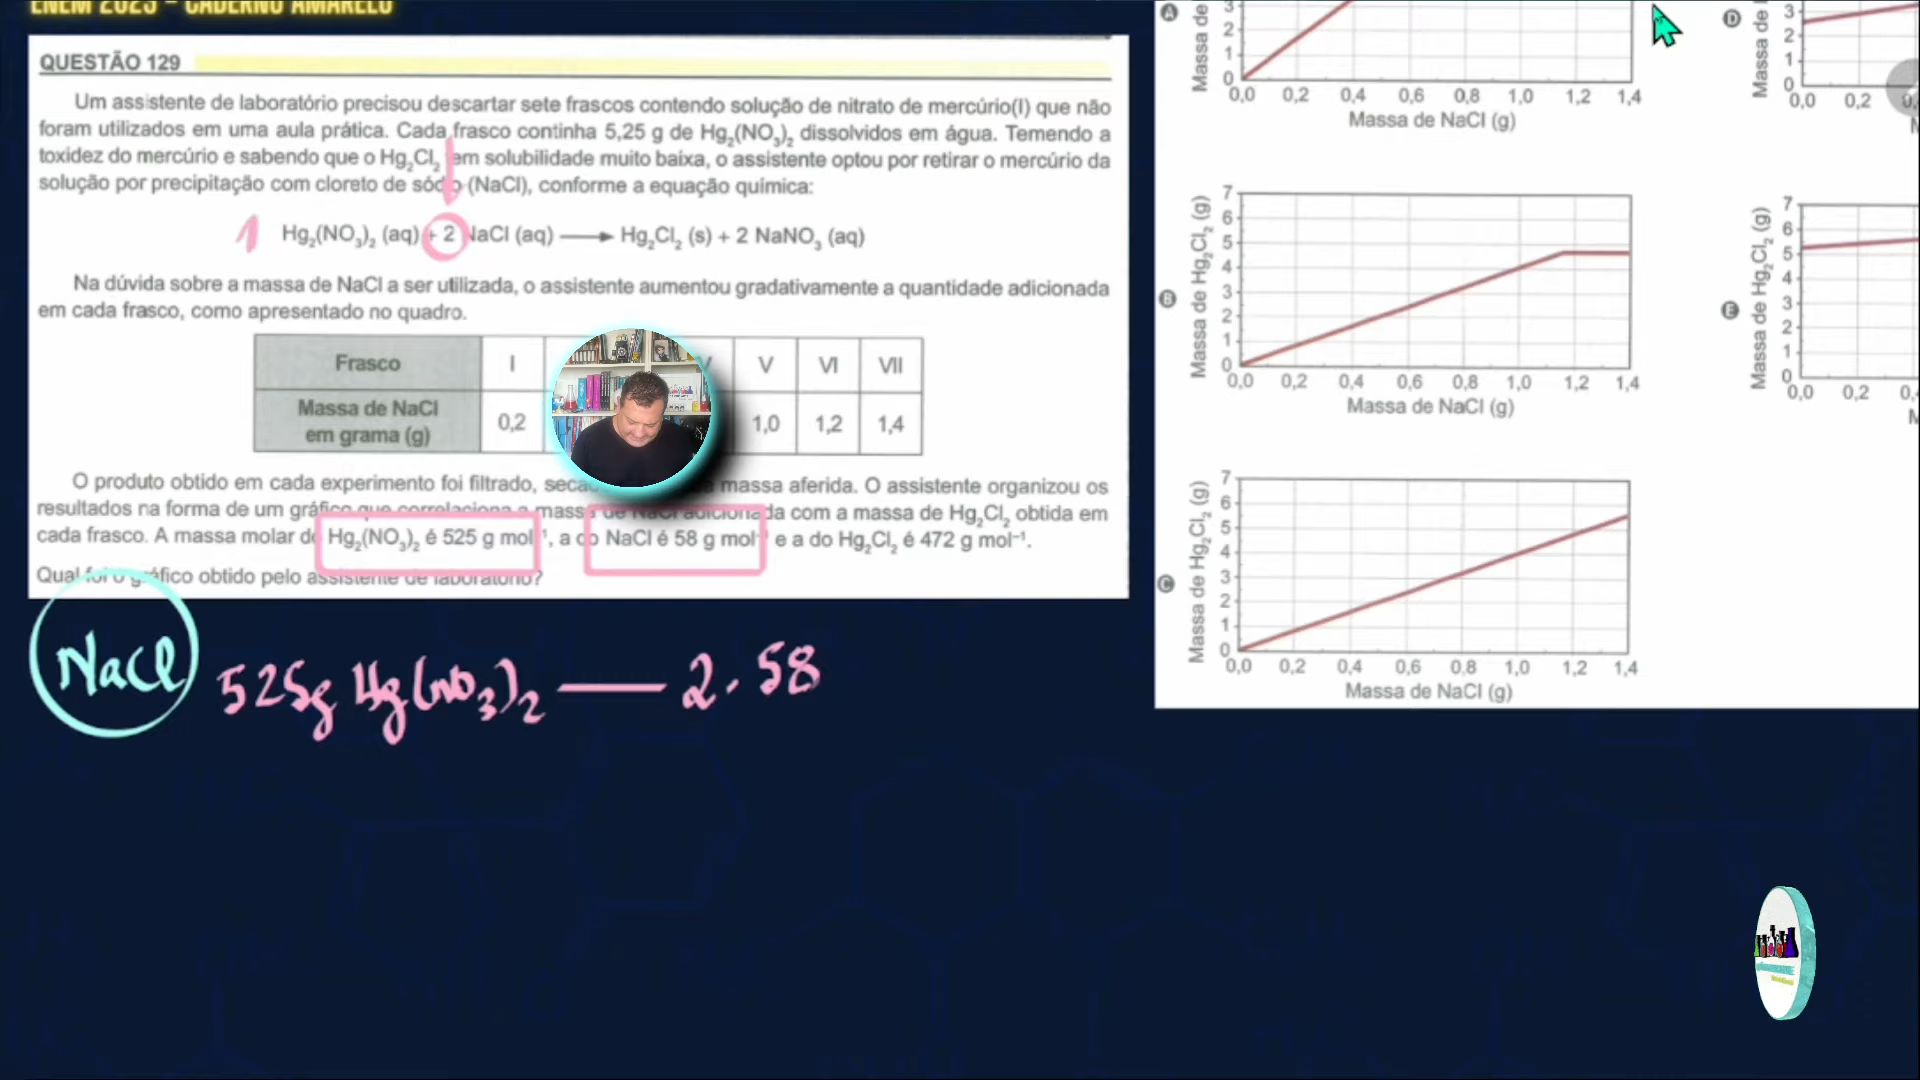 ENEM 2023 - CADERNO AMARELO
QUESTÃO 129
Um assistente de laboratório precisou descartar sete frascos contendo solução de nitrato de mercúrio(I) que não
foram utilizados em uma aula prática. Cada frasco continha 5,25 g de Hg₂(NO₃)₂ dissolvidos em água. Temendo a
toxidez do mercúrio e sabendo que o Hg₂Cl₂ tem solubilidade muito baixa, o assistente optou por retirar o mercúrio da
solução por precipitação com cloreto de sódio (NaCl), conforme a equação química:
1 Hg₂(NO₃)₂ (aq) + 2 NaCl (aq) ⟶ Hg₂Cl₂ (s) + 2 NaNO₃ (aq)
Na dúvida sobre a massa de NaCl a ser utilizada, o assistente aumentou gradativamente a quantidade adicionada
em cada frasco, como apresentado no quadro.
Frasco I V VI VII
Massa de NaCl
em grama (g) 0,2 1,0 1,2 1,4
O produto obtido em cada experimento foi filtrado, massa aferida. O assistente organizou os
resultados na forma de um gráfico que correlaciona a massa de NaCl adicionada com a massa de Hg₂Cl₂ obtida em
cada frasco. A massa molar do Hg₂(NO₃)₂ é 525 g mol⁻¹, a do NaCl é 58 g mol⁻¹ e a do Hg₂Cl₂ é 472 g mol⁻¹.
Qual foi o gráfico obtido pelo assistente de laboratório?
NaCl 525g Hg(NO₃)₂ — 2.58
A
Massa de
3
2
1
0
0,0 0,2 0,4 0,6 0,8 1,0 1,2 1,4
Massa de NaCl (g)
B
Massa de Hg₂Cl₂ (g)
7
6
5
4
3
2
1
0
0,0 0,2 0,4 0,6 0,8 1,0 1,2 1,4
Massa de NaCl (g)
C
Massa de Hg₂Cl₂ (g)
7
6
5
4
3
2
1
0
0,0 0,2 0,4 0,6 0,8 1,0 1,2 1,4
Massa de NaCl (g)
D
Massa de
3
2
1
0
0,0 0,2
E
Massa de Hg₂Cl₂ (g)
7
6
5
4
3
2
1
0
0,0 0,2